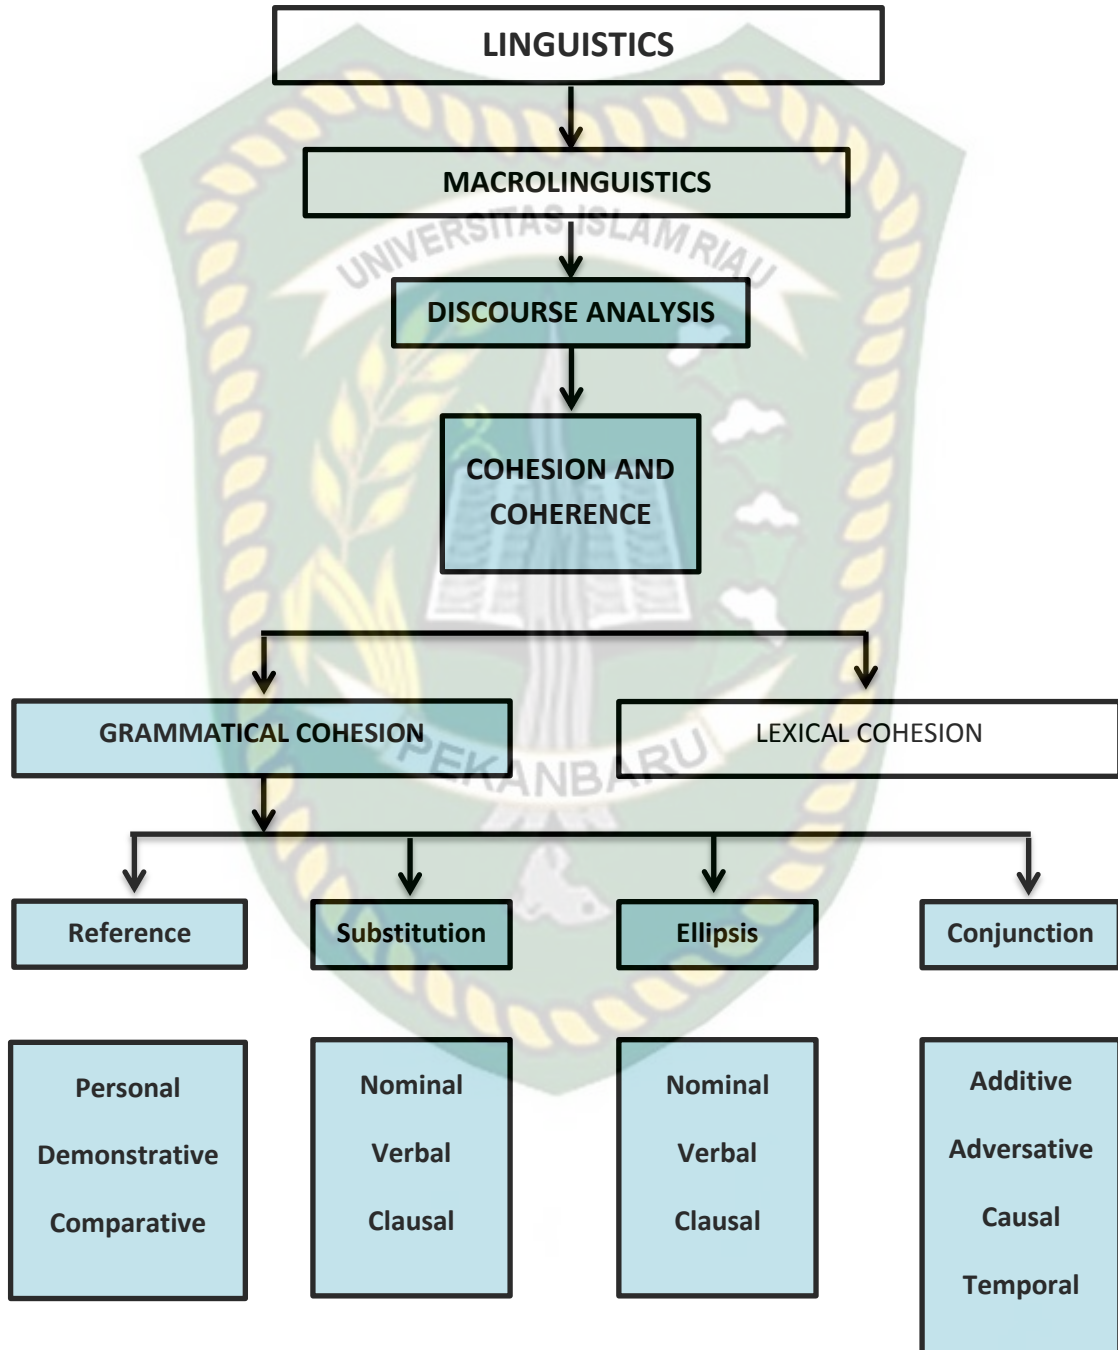 LINGUISTICS
MACROLINGUISTICS
UNIVERSITAS ISLAM RIAU
DISCOURSE ANALYSIS
COHESION AND
COHERENCE
GRAMMATICAL COHESION
LEXICAL COHESION
PEKANBARU
Reference
Substitution
Ellipsis
Conjunction
Personal
Demonstrative
Comparative
Nominal
Verbal
Clausal
Nominal
Verbal
Clausal
Additive
Adversative
Causal
Temporal